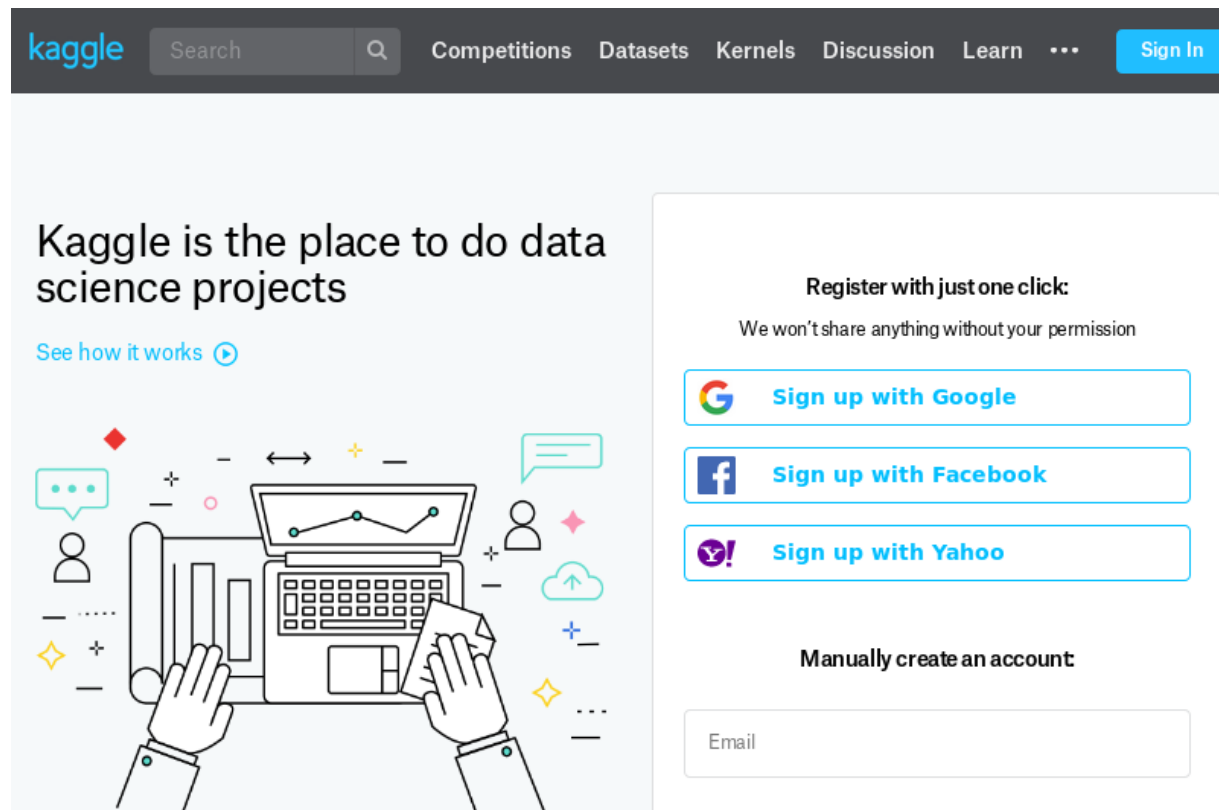 kaggle Search Competitions Datasets Kernels Discussion Learn ••• Sign In
Kaggle is the place to do data
science projects
See how it works
Register with just one click:
We won't share anything without your permission
Sign up with Google
Sign up with Facebook
Sign up with Yahoo
Manually create an account:
Email